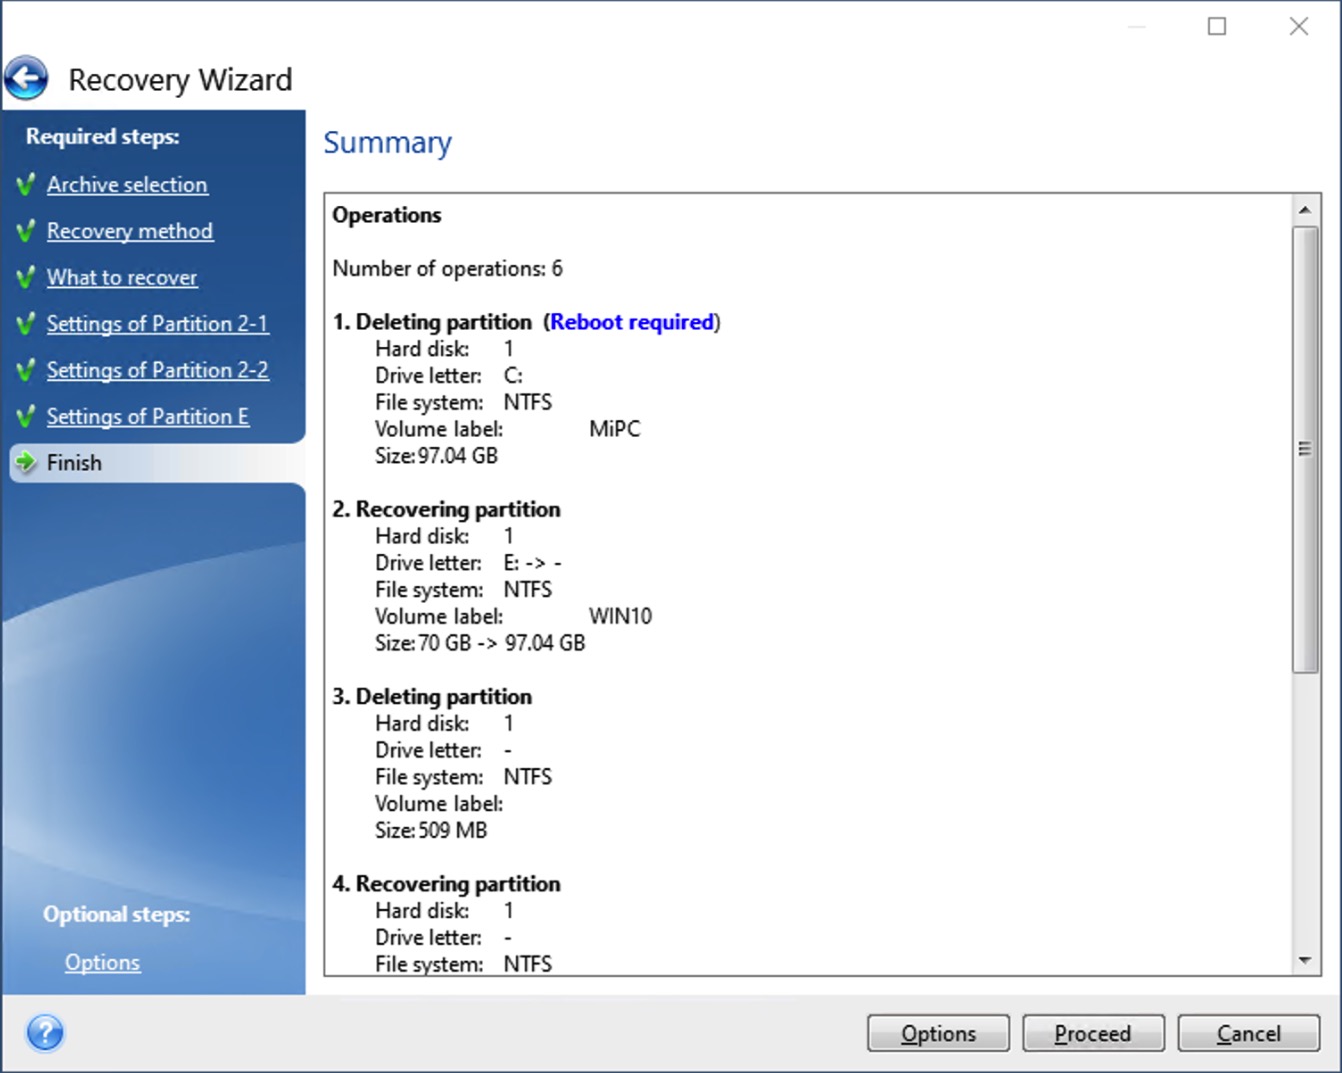 Recovery Wizard
Required steps:
Archive selection
Recovery method
What to recover
Settings of Partition 2-1
Settings of Partition 2-2
Settings of Partition E
Finish
Optional steps:
Options
Summary
Operations
Number of operations: 6
1. Deleting partition (Reboot required)
Hard disk: 1
Drive letter: C:
File system: NTFS
Volume label: MiPC
Size: 97.04 GB
2. Recovering partition
Hard disk: 1
Drive letter: E: -> -
File system: NTFS
Volume label: WIN10
Size: 70 GB -> 97.04 GB
3. Deleting partition
Hard disk: 1
Drive letter: -
File system: NTFS
Volume label:
Size: 509 MB
4. Recovering partition
Hard disk: 1
Drive letter: -
File system: NTFS
? Options Proceed Cancel